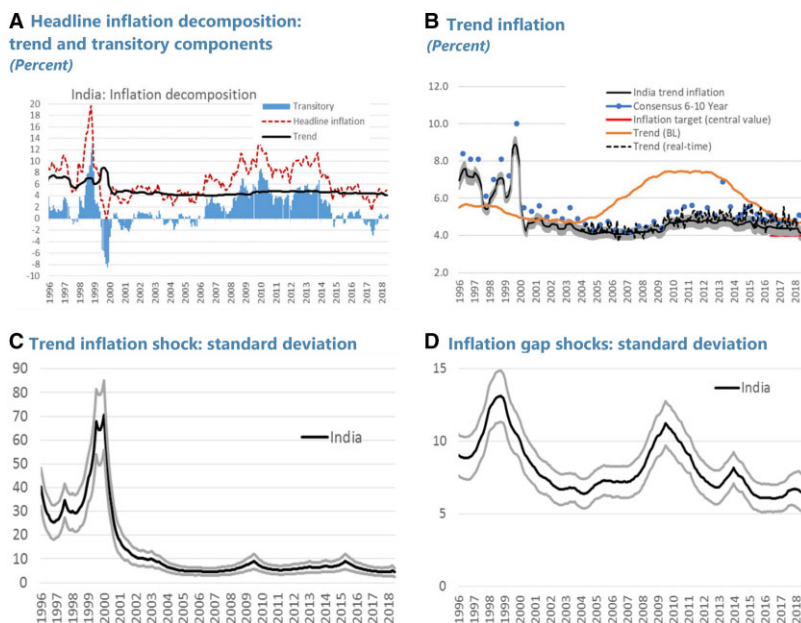 A Headline inflation decomposition:
trend and transitory components
(Percent)
India: Inflation decomposition
Transitory
Headline inflation
Trend
20
18
16
14
12
10
8
6
4
2
0
-2
-4
-6
-8
-10
1996 1997 1998 1999 2000 2001 2002 2003 2004 2005 2006 2007 2008 2009 2010 2011 2012 2013 2014 2015 2016 2017 2018
B Trend inflation
(Percent)
India trend inflation
Consensus 6-10 Year
Inflation target (central value)
Trend (BL)
Trend (real-time)
12.0
10.0
8.0
6.0
4.0
2.0
1996 1997 1998 1999 2000 2001 2002 2003 2004 2005 2006 2007 2008 2009 2010 2011 2012 2013 2014 2015 2016 2017 2018
C Trend inflation shock: standard deviation
India
90
80
70
60
50
40
30
20
10
0
1996 1997 1998 1999 2000 2001 2002 2003 2004 2005 2006 2007 2008 2009 2010 2011 2012 2013 2014 2015 2016 2017 2018
D Inflation gap shocks: standard deviation
India
15
10
5
0
1996 1997 1998 1999 2000 2001 2002 2003 2004 2005 2006 2007 2008 2009 2010 2011 2012 2013 2014 2015 2016 2017 2018